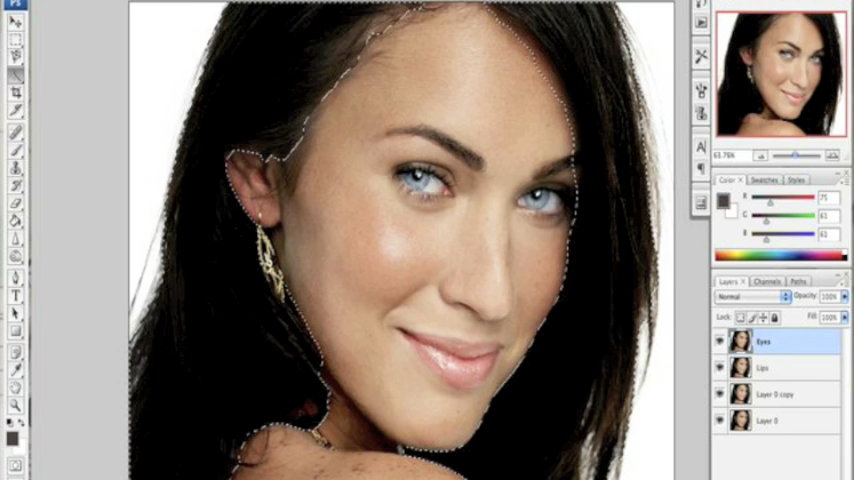 Ps
A
T
63.76%
Color × Swatches Styles
R 75
G 61
B 61
Layers × Channels Paths
Normal Opacity: 100%
Lock: Fill: 100%
Eyes
Lips
Layer 0 copy
Layer 0